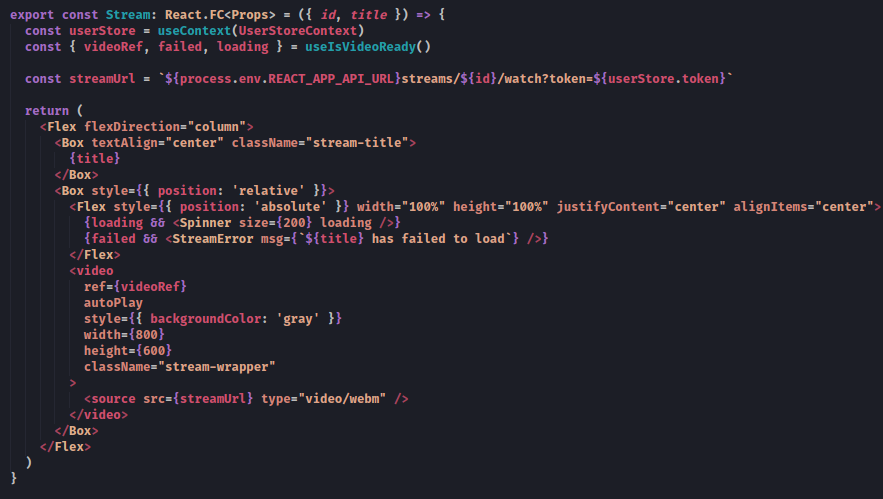 export const Stream: React.FC<Props> = ({ id, title }) => {
  const userStore = useContext(UserStoreContext)
  const { videoRef, failed, loading } = useIsVideoReady()

  const streamUrl = `${process.env.REACT_APP_API_URL}streams/${id}/watch?token=${userStore.token}`

  return (
    <Flex flexDirection="column">
      <Box textAlign="center" className="stream-title">
        {title}
      </Box>
      <Box style={{ position: 'relative' }}>
        <Flex style={{ position: 'absolute' }} width="100%" height="100%" justifyContent="center" alignItems="center">
          {loading && <Spinner size={200} loading />}
          {failed && <StreamError msg={`${title} has failed to load`} />}
        </Flex>
        <video
          ref={videoRef}
          autoPlay
          style={{ backgroundColor: 'gray' }}
          width={800}
          height={600}
          className="stream-wrapper"
        >
          <source src={streamUrl} type="video/webm" />
        </video>
      </Box>
    </Flex>
  )
}